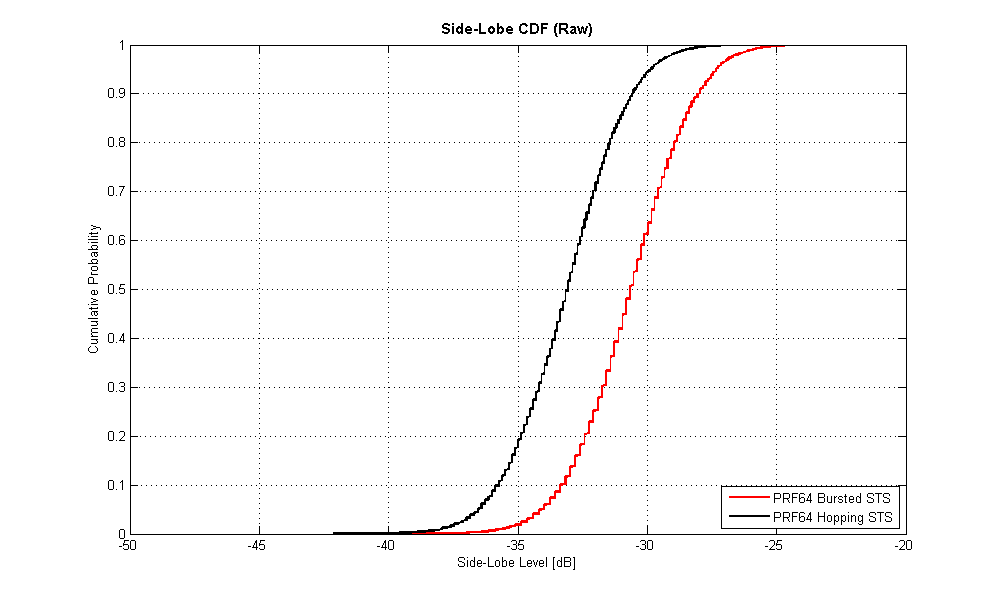 Side-Lobe CDF (Raw)
1
0.9
0.8
0.7
0.6
0.5
0.4
0.3
0.2
0.1
0
Cumulative Probability
PRF64 Bursted STS
PRF64 Hopping STS
-50 -45 -35 -40 -30 -25 -20
Side-Lobe Level [dB]